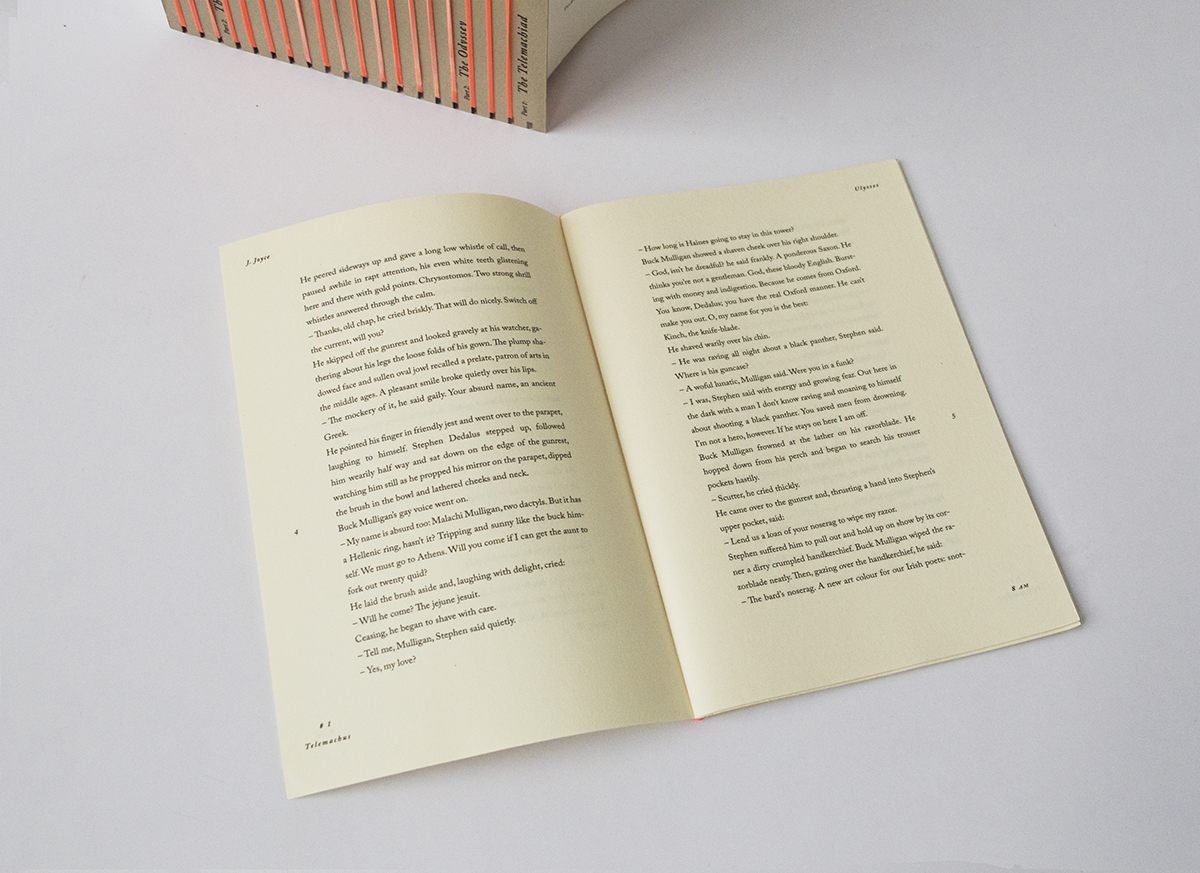 Part 2:
The Odyssey
Part 1:
The Telemachiad
J. Joyce
He peered sideways up and gave a long low whistle of call, then
paused awhile in rapt attention, his even white teeth glistening
here and there with gold points. Chrysostomos. Two strong shrill
whistles answered through the calm.
– Thanks, old chap, he cried briskly. That will do nicely. Switch off
the current, will you?
He skipped off the gunrest and looked gravely at his watcher, ga-
thering about his legs the loose folds of his gown. The plump sha-
dowed face and sullen oval jowl recalled a prelate, patron of arts in
the middle ages. A pleasant smile broke quietly over his lips.
– The mockery of it, he said gaily. Your absurd name, an ancient
Greek.
He pointed his finger in friendly jest and went over to the parapet,
laughing to himself. Stephen Dedalus stepped up, followed
him wearily half way and sat down on the edge of the gunrest,
watching him still as he propped his mirror on the parapet, dipped
the brush in the bowl and lathered cheeks and neck.
Buck Mulligan's gay voice went on.
– My name is absurd too: Malachi Mulligan, two dactyls. But it has
a Hellenic ring, hasn't it? Tripping and sunny like the buck him-
self. We must go to Athens. Will you come if I can get the aunt to
fork out twenty quid?
He laid the brush aside and, laughing with delight, cried:
– Will he come? The jejune jesuit.
Ceasing, he began to shave with care.
– Tell me, Mulligan, Stephen said quietly.
– Yes, my love?
4
# 1
Telemachus
Ulysses
– How long is Haines going to stay in this tower?
Buck Mulligan showed a shaven cheek over his right shoulder.
– God, isn't he dreadful? he said frankly. A ponderous Saxon. He
thinks you're not a gentleman. God, these bloody English. Burst-
ing with money and indigestion. Because he comes from Oxford.
You know, Dedalus; you have the real Oxford manner. He can't
make you out. O, my name for you is the best:
Kinch, the knife-blade.
He shaved warily over his chin.
– He was raving all night about a black panther, Stephen said.
Where is his guncase?
– A woful lunatic, Mulligan said. Were you in a funk?
– I was, Stephen said with energy and growing fear. Out here in
the dark with a man I don't know raving and moaning to himself
about shooting a black panther. You saved men from drowning.
I'm not a hero, however. If he stays on here I am off.
Buck Mulligan frowned at the lather on his razorblade. He
hopped down from his perch and began to search his trouser
pockets hastily.
– Scutter, he cried thickly.
He came over to the gunrest and, thrusting a hand into Stephen's
upper pocket, said:
– Lend us a loan of your noserag to wipe my razor.
Stephen suffered him to pull out and hold up on show by its cor-
ner a dirty crumpled handkerchief. Buck Mulligan wiped the ra-
zorblade neatly. Then, gazing over the handkerchief, he said:
– The bard's noserag. A new art colour for our Irish poets: snot-
5
8 AM